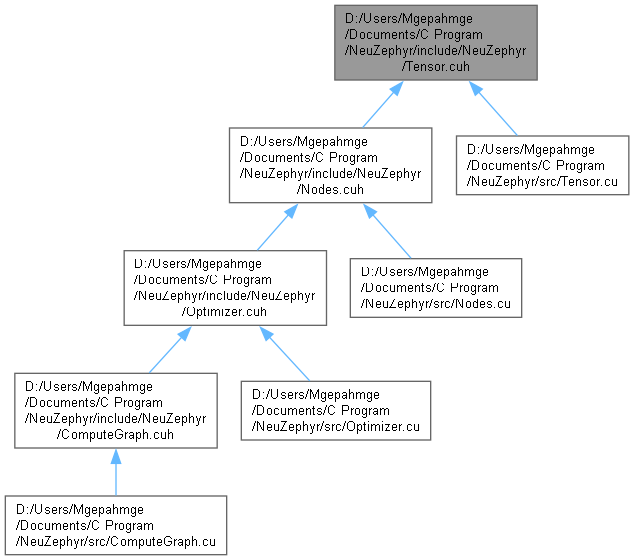 D:/Users/Mgepahmge
/Documents/C Program
/NeuZephyr/include/NeuZephyr
/Tensor.cuh
D:/Users/Mgepahmge
/Documents/C Program
/NeuZephyr/include/NeuZephyr
/Nodes.cuh
D:/Users/Mgepahmge
/Documents/C Program
/NeuZephyr/src/Tensor.cu
D:/Users/Mgepahmge
/Documents/C Program
/NeuZephyr/include/NeuZephyr
/Optimizer.cuh
D:/Users/Mgepahmge
/Documents/C Program
/NeuZephyr/src/Nodes.cu
D:/Users/Mgepahmge
/Documents/C Program
/NeuZephyr/include/NeuZephyr
/ComputeGraph.cuh
D:/Users/Mgepahmge
/Documents/C Program
/NeuZephyr/src/Optimizer.cu
D:/Users/Mgepahmge
/Documents/C Program
/NeuZephyr/src/ComputeGraph.cu